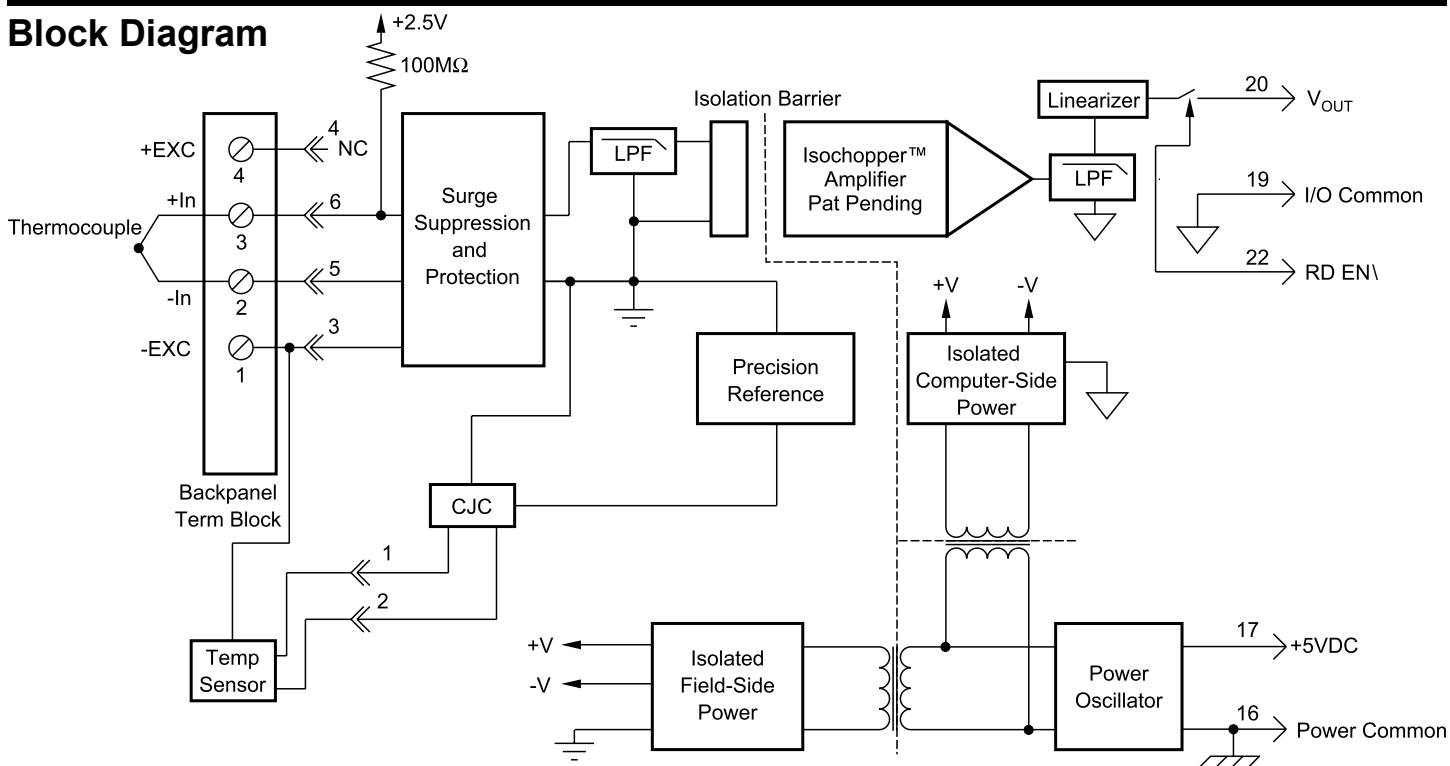 Block Diagram
+2.5V
100MΩ
Isolation Barrier
+EXC
4
4
NC
+In
3
6
Thermocouple
-In
2
5
-EXC
1
3
Surge
Suppression
and
Protection
LPF
Isochopper™
Amplifier
Pat Pending
Linearizer
LPF
20
VOUT
19
I/O Common
22
RD EN\
+V
-V
Precision
Reference
Isolated
Computer-Side
Power
Backpanel
Term Block
CJC
1
2
Temp
Sensor
+V
-V
Isolated
Field-Side
Power
Power
Oscillator
17
+5VDC
16
Power Common